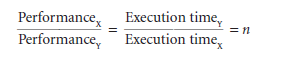 Performance_X / Performance_Y = Execution time_Y / Execution time_X = n